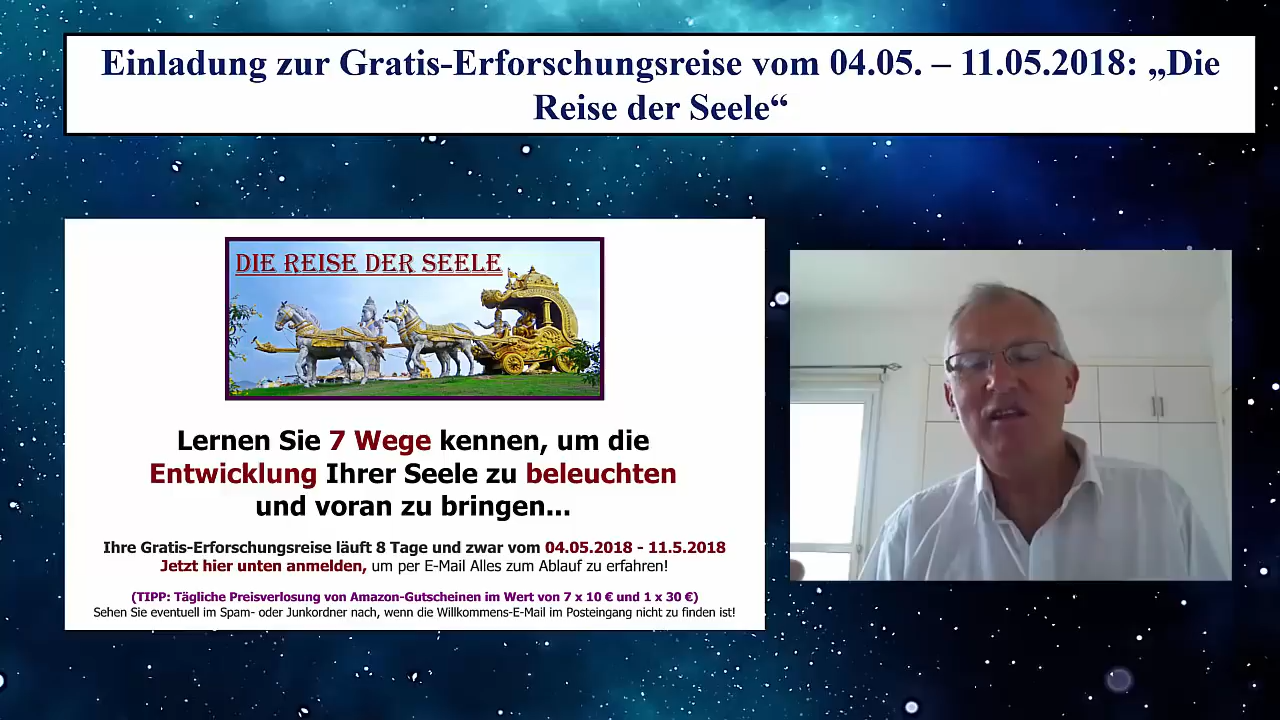 Einladung zur Gratis-Erforschungsreise vom 04.05. – 11.05.2018: „Die
Reise der Seele“
DIE REISE DER SEELE
Lernen Sie 7 Wege kennen, um die
Entwicklung Ihrer Seele zu beleuchten
und voran zu bringen...
Ihre Gratis-Erforschungsreise läuft 8 Tage und zwar vom 04.05.2018 - 11.5.2018
Jetzt hier unten anmelden, um per E-Mail Alles zum Ablauf zu erfahren!
(TIPP: Tägliche Preisverlosung von Amazon-Gutscheinen im Wert von 7 x 10 € und 1 x 30 €)
Sehen Sie eventuell im Spam- oder Junkordner nach, wenn die Willkommens-E-Mail im Posteingang nicht zu finden ist!